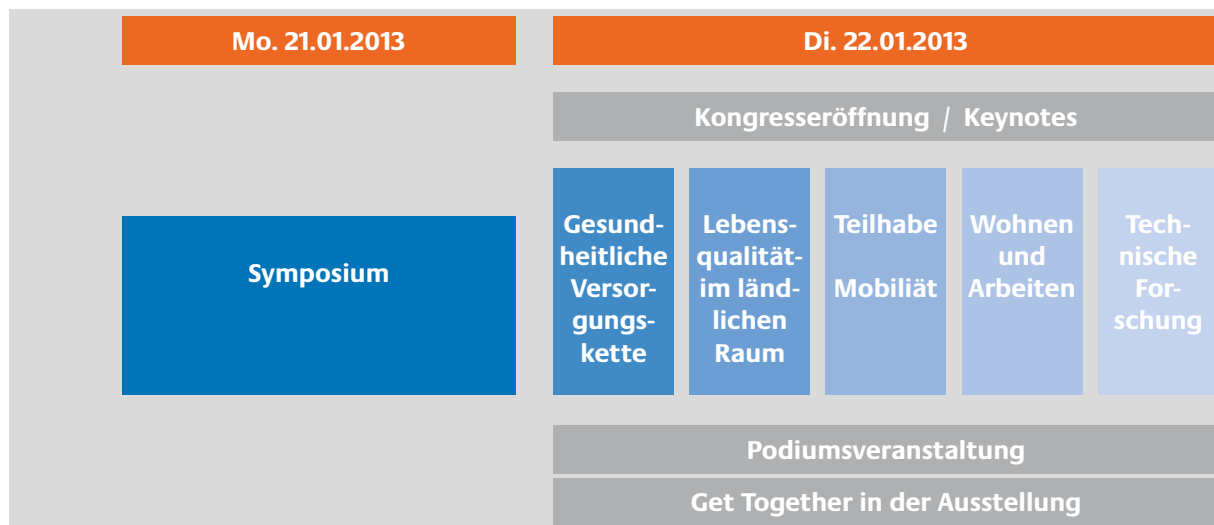 Mo. 21.01.2013
Di. 22.01.2013
Kongresseröffnung / Keynotes
Symposium
Gesund-
heitliche
Versor-
gungs-
kette
Lebens-
qualität-
im länd-
lichen
Raum
Teilhabe
Mobiliät
Wohnen
und
Arbeiten
Tech-
nische
For-
schung
Podiumsveranstaltung
Get Together in der Ausstellung